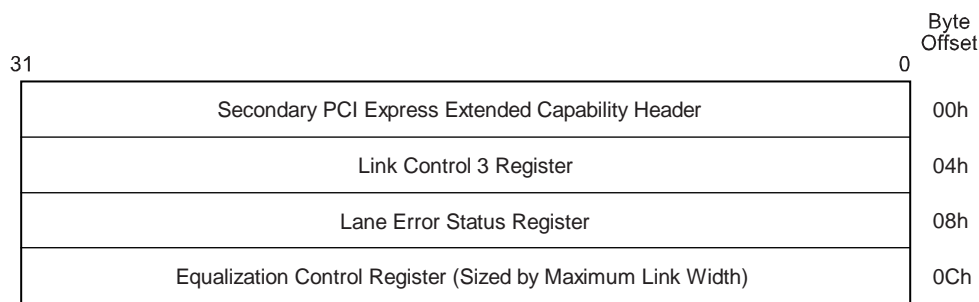 Byte
Offset
31 0
Secondary PCI Express Extended Capability Header 00h
Link Control 3 Register 04h
Lane Error Status Register 08h
Equalization Control Register (Sized by Maximum Link Width) 0Ch